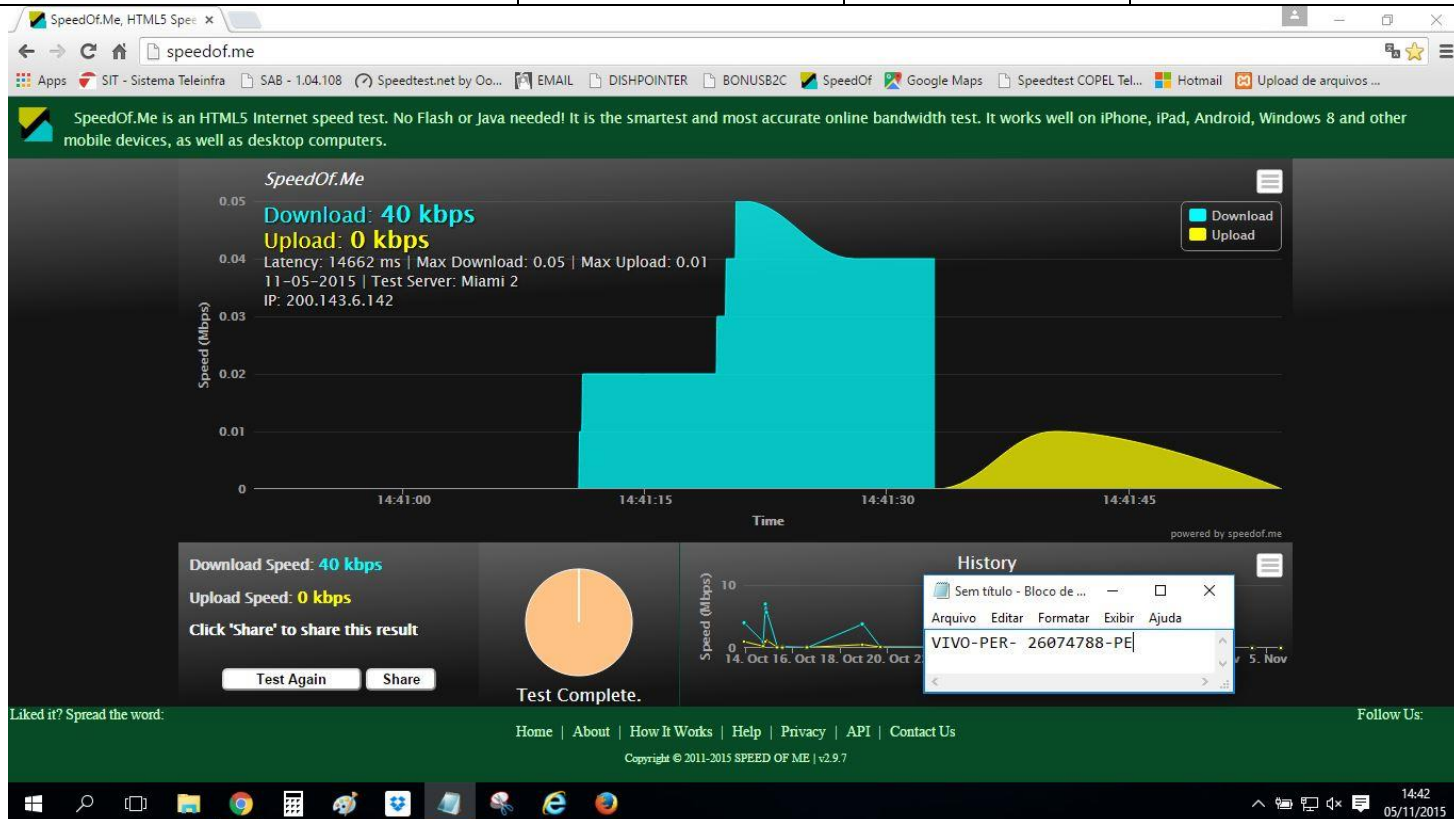 SpeedOf.Me, HTML5 Spee
speedof.me
Apps SIT - Sistema Teleinfra SAB - 1.04.108 Speedtest.net by Oo... EMAIL DISHPOINTER BONUSB2C SpeedOf Google Maps Speedtest COPEL Tel... Hotmail Upload de arquivos ...
SpeedOf.Me is an HTML5 Internet speed test. No Flash or Java needed! It is the smartest and most accurate online bandwidth test. It works well on iPhone, iPad, Android, Windows 8 and other
mobile devices, as well as desktop computers.
SpeedOf.Me
Download: 40 kbps
Upload: 0 kbps
Latency: 14662 ms | Max Download: 0.05 | Max Upload: 0.01
11-05-2015 | Test Server: Miami 2
IP: 200.143.6.142
Download
Upload
Speed (Mbps)
0.05
0.04
0.03
0.02
0.01
0
14:41:00 14:41:15 14:41:30 14:41:45
Time
powered by speedof.me
Download Speed: 40 kbps
Upload Speed: 0 kbps
Click 'Share' to share this result
Test Again Share
Test Complete.
History
Speed (Mbps)
10
0
14. Oct 16. Oct 18. Oct 20. Oct 5. Nov
Sem título - Bloco de ...
Arquivo Editar Formatar Exibir Ajuda
VIVO-PER- 26074788-PE
Liked it? Spread the word:
Follow Us:
Home | About | How It Works | Help | Privacy | API | Contact Us
Copyright © 2011-2015 SPEED OF ME | v2.9.7
14:42
05/11/2015